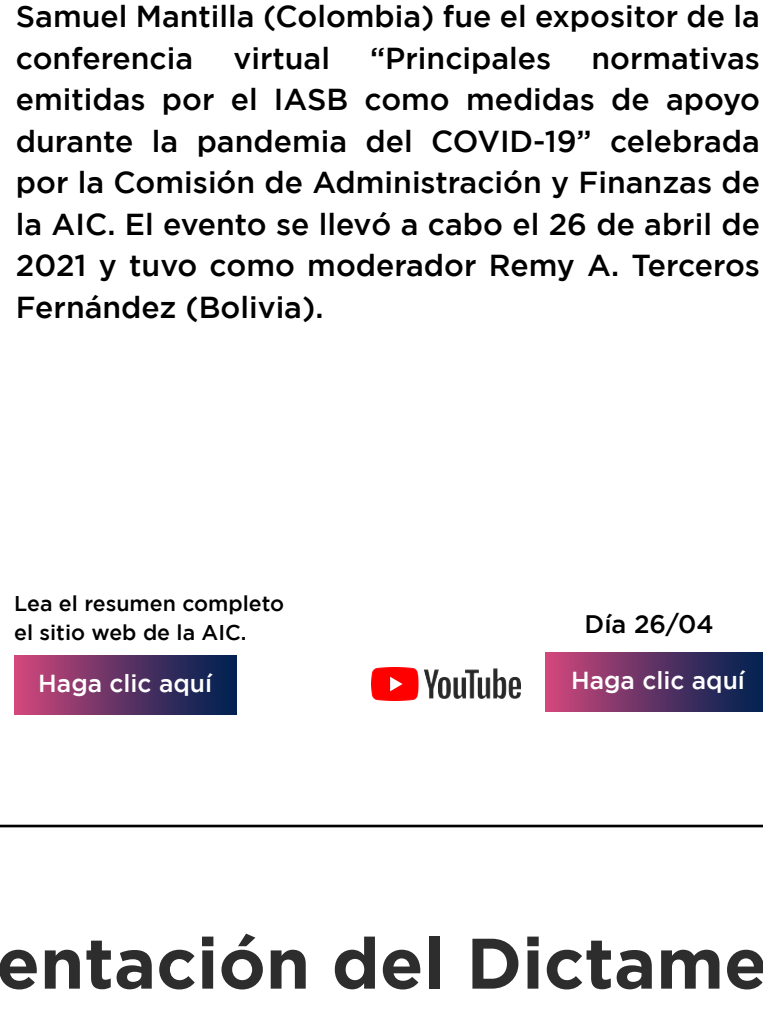 Samuel Mantilla (Colombia) fue el expositor de la
conferencia virtual “Principales normativas
emitidas por el IASB como medidas de apoyo
durante la pandemia del COVID-19” celebrada
por la Comisión de Administración y Finanzas de
la AIC. El evento se llevó a cabo el 26 de abril de
2021 y tuvo como moderador Remy A. Terceros
Fernández (Bolivia).
Lea el resumen completo
el sitio web de la AIC.
Haga clic aquí
YouTube
Día 26/04
Haga clic aquí
entación del Dictame